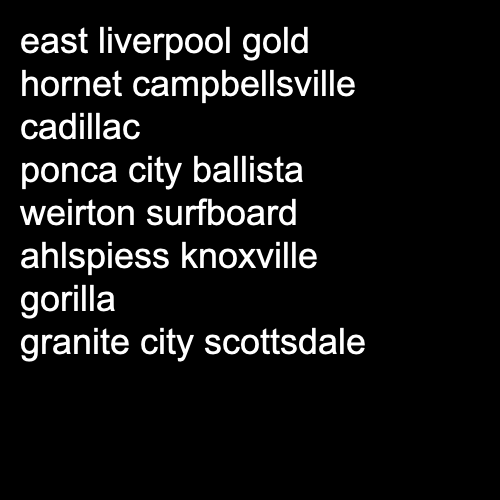 east liverpool gold
hornet campbellsville
cadillac
ponca city ballista
weirton surfboard
ahlspiess knoxville
gorilla
granite city scottsdale